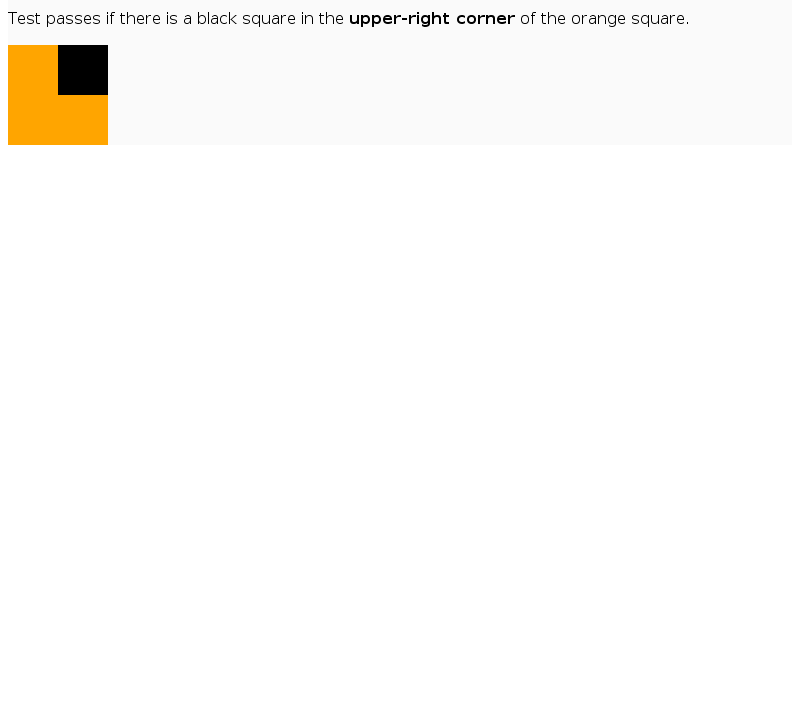 Test passes if there is a black square in the upper-right corner of the orange square.